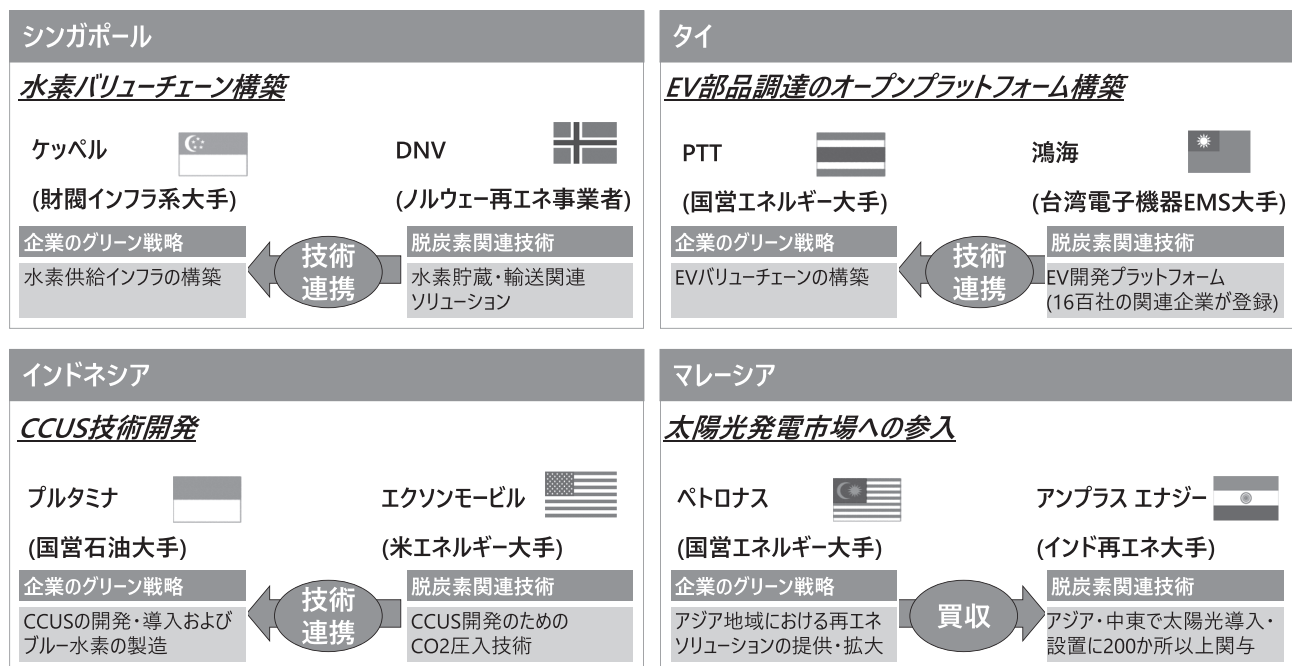 シンガポール
水素バリューチェーン構築
ケッペル
DNV
(財閥インフラ系大手)
(ノルウェー再エネ事業者)
企業のグリーン戦略
水素供給インフラの構築
技術
連携
脱炭素関連技術
水素貯蔵・輸送関連
ソリューション
タイ
EV部品調達のオープンプラットフォーム構築
PTT
鴻海
(国営エネルギー大手)
(台湾電子機器EMS大手)
企業のグリーン戦略
EVバリューチェーンの構築
技術
連携
脱炭素関連技術
EV開発プラットフォーム
(16百社の関連企業が登録)
インドネシア
CCUS技術開発
プルタミナ
エクソンモービル
(国営石油大手)
(米エネルギー大手)
企業のグリーン戦略
CCUSの開発・導入および
ブルー水素の製造
技術
連携
脱炭素関連技術
CCUS開発のための
CO2圧入技術
マレーシア
太陽光発電市場への参入
ペトロナス
アンプラス エナジー
(国営エネルギー大手)
(インド再エネ大手)
企業のグリーン戦略
アジア地域における再エネ
ソリューションの提供・拡大
買収
脱炭素関連技術
アジア・中東で太陽光導入・
設置に200か所以上関与